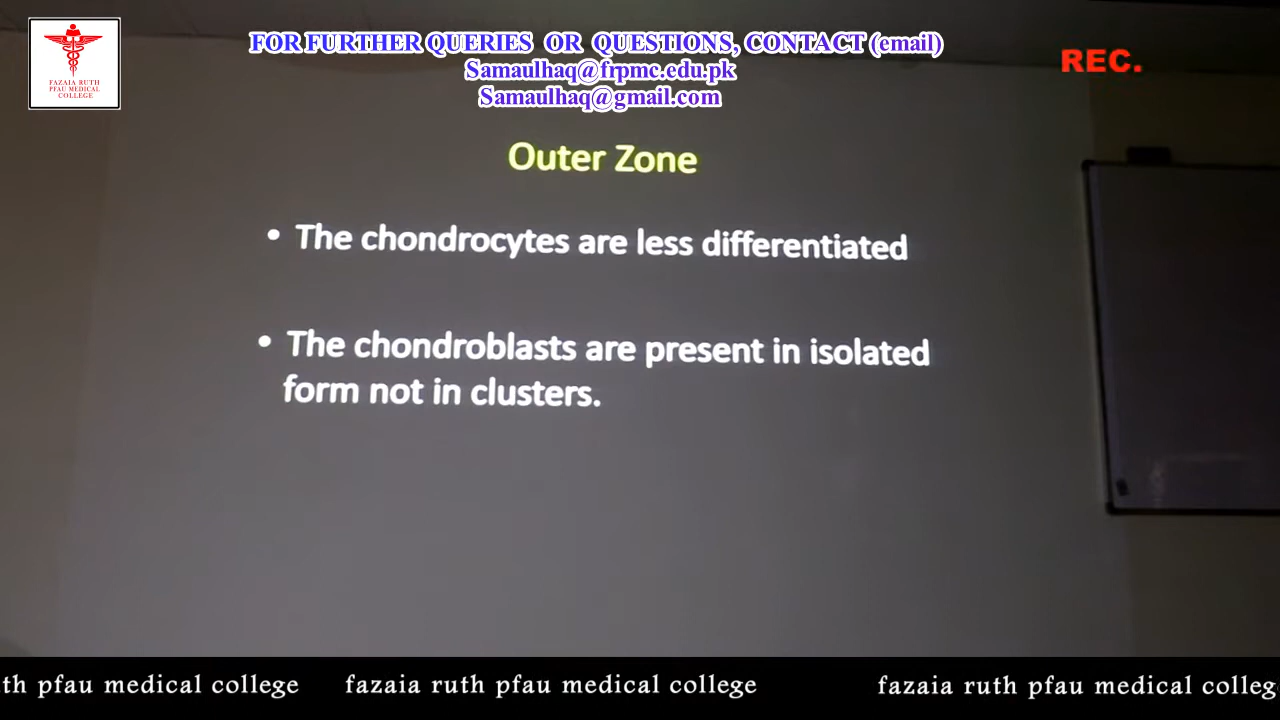 FOR FURTHER QUERIES OR QUESTIONS, CONTACT (email)
Samaulhaq@frpmc.edu.pk
Samaulhaq@gmail.com
REC.
FAZAIA RUTH
PFAU MEDICAL
COLLEGE
Outer Zone
• The chondrocytes are less differentiated
• The chondroblasts are present in isolated
form not in clusters.
th pfau medical college fazaia ruth pfau medical college fazaia ruth pfau medical colleg